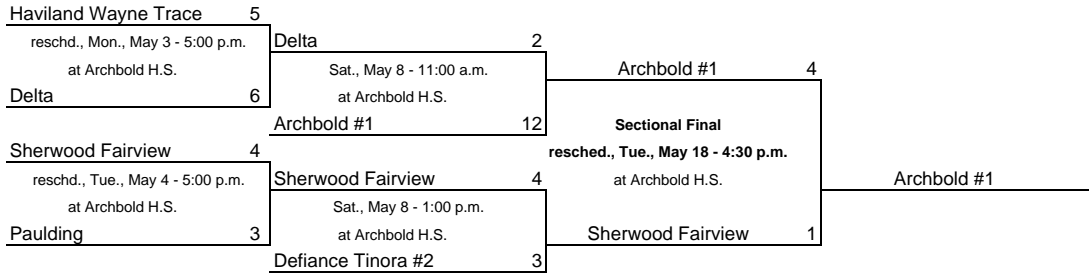 Haviland Wayne Trace 5
reschd., Mon., May 3 - 5:00 p.m.
at Archbold H.S.
Delta 6
Delta 2
Sat., May 8 - 11:00 a.m.
at Archbold H.S.
Archbold #1 12
Sherwood Fairview 4
reschd., Tue., May 4 - 5:00 p.m.
at Archbold H.S.
Paulding 3
Sherwood Fairview 4
Sat., May 8 - 1:00 p.m.
at Archbold H.S.
Defiance Tinora #2 3
Archbold #1 4
Sectional Final
resched., Tue., May 18 - 4:30 p.m.
at Archbold H.S.
Sherwood Fairview 1
Archbold #1